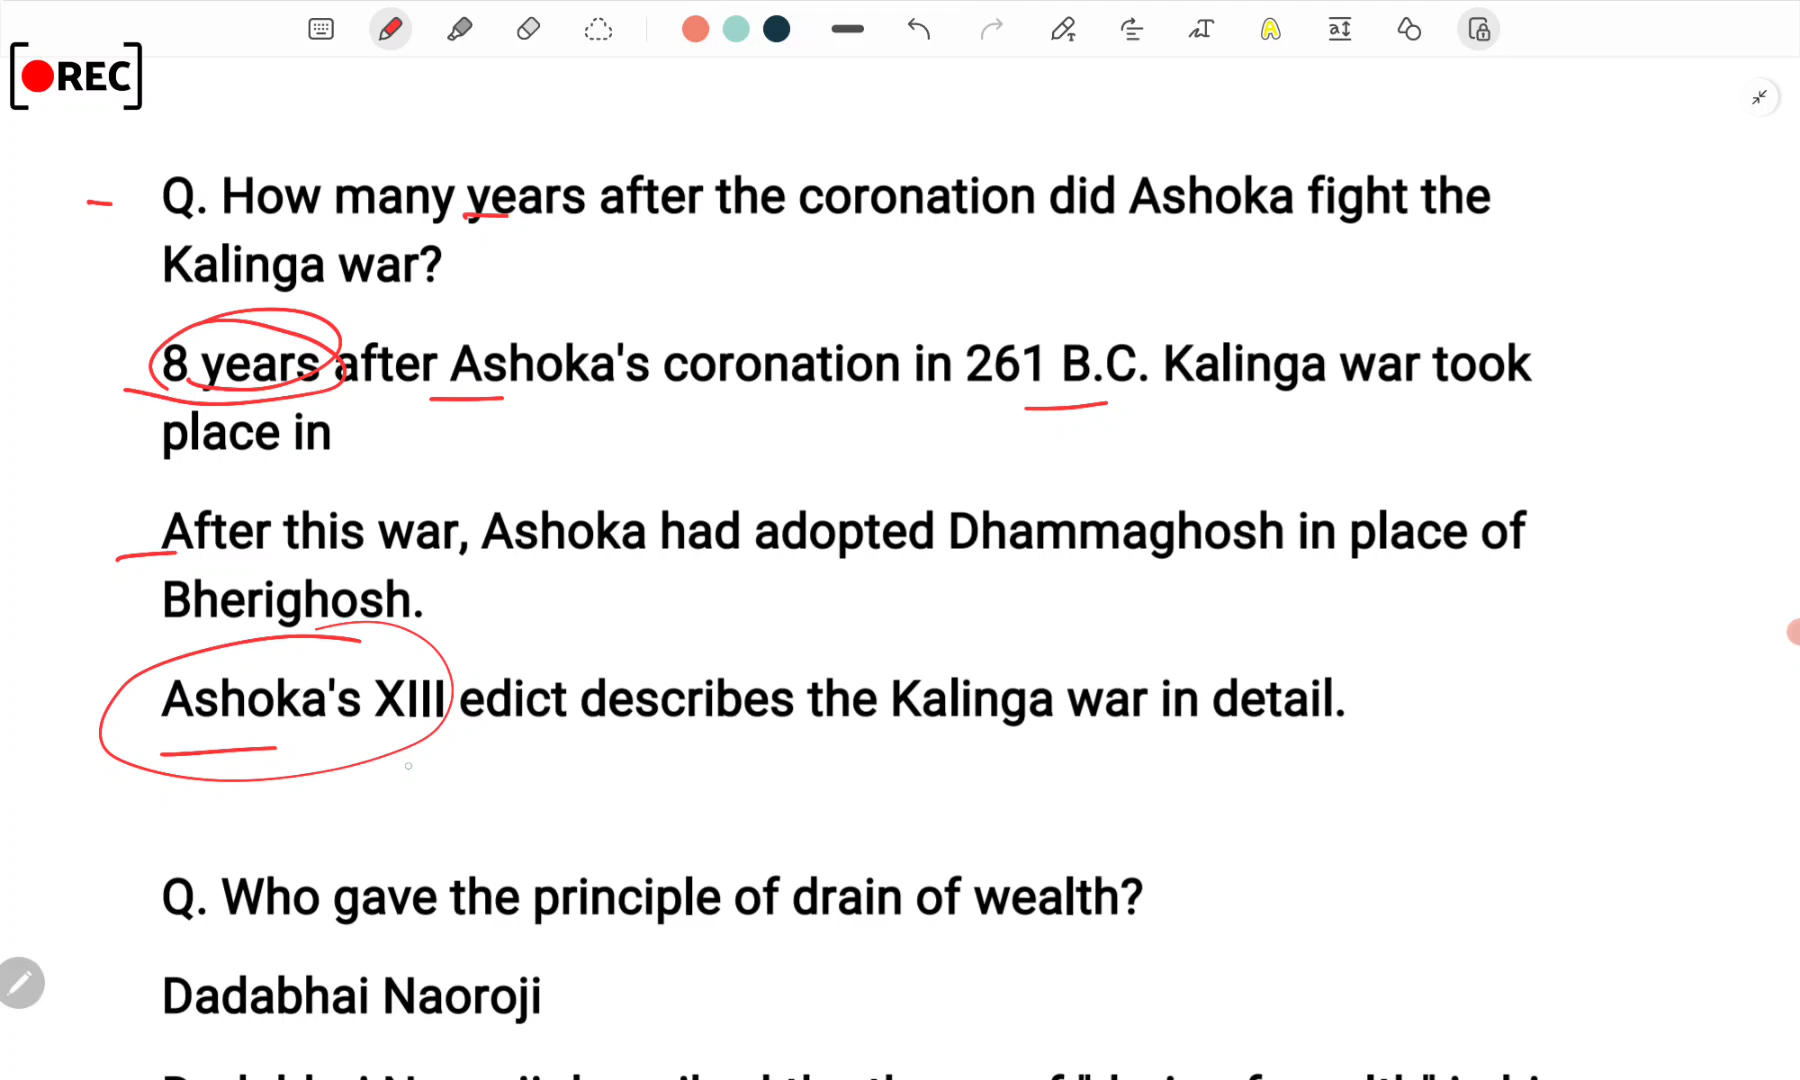 REC
Q. How many years after the coronation did Ashoka fight the
Kalinga war?
8 years after Ashoka's coronation in 261 B.C. Kalinga war took
place in
After this war, Ashoka had adopted Dhammaghosh in place of
Bherighosh.
Ashoka's XIII edict describes the Kalinga war in detail.
Q. Who gave the principle of drain of wealth?
Dadabhai Naoroji